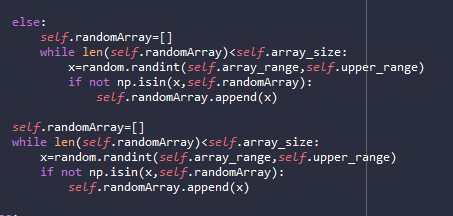 else:
self.randomArray=[]
while len(self.randomArray)<self.array_size:
x=random.randint(self.array_range,self.upper_range)
if not np.isin(x,self.randomArray):
self.randomArray.append(x)
self.randomArray=[]
while len(self.randomArray)<self.array_size:
x=random.randint(self.array_range,self.upper_range)
if not np.isin(x,self.randomArray):
self.randomArray.append(x)